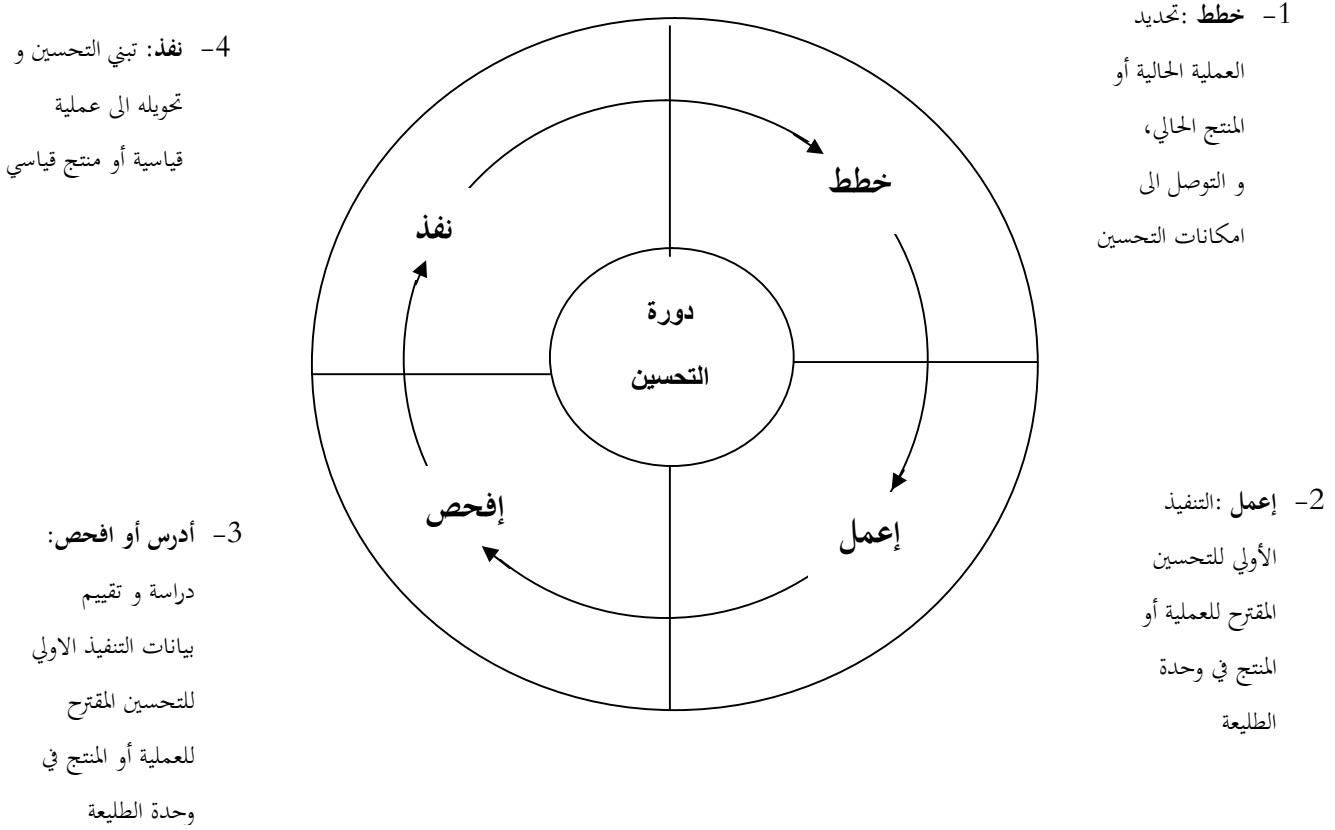 1- خطط :تحديد
العملية الحالية أو
المنتج الحالي،
و التوصل الى
امكانات التحسين
4- نفذ: تبني التحسين و
تحويله الى عملية
قياسية أو منتج قياسي
خطط
نفذ
دورة
التحسين
إفحص
إعمل
2- إعمل :التنفيذ
الأولي للتحسين
المقترح للعملية أو
المنتج في وحدة
الطليعة
3- أدرس أو افحص:
دراسة و تقييم
بيانات التنفيذ الاولي
للتحسين المقترح
للعملية أو المنتج في
وحدة الطليعة